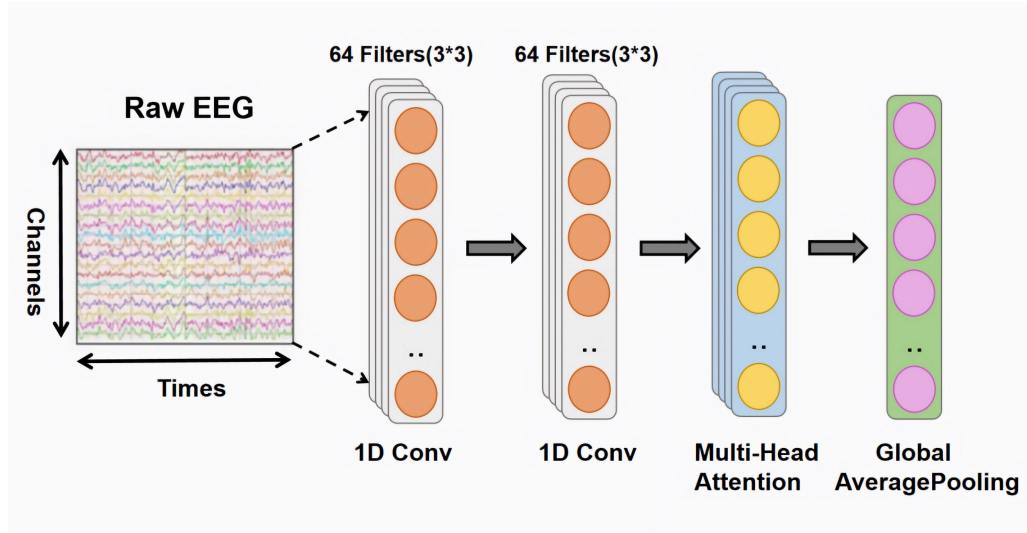 64 Filters(3*3)
64 Filters(3*3)
Raw EEG
Channels
Times
..
..
..
..
1D Conv
1D Conv
Multi-Head
Attention
Global
AveragePooling